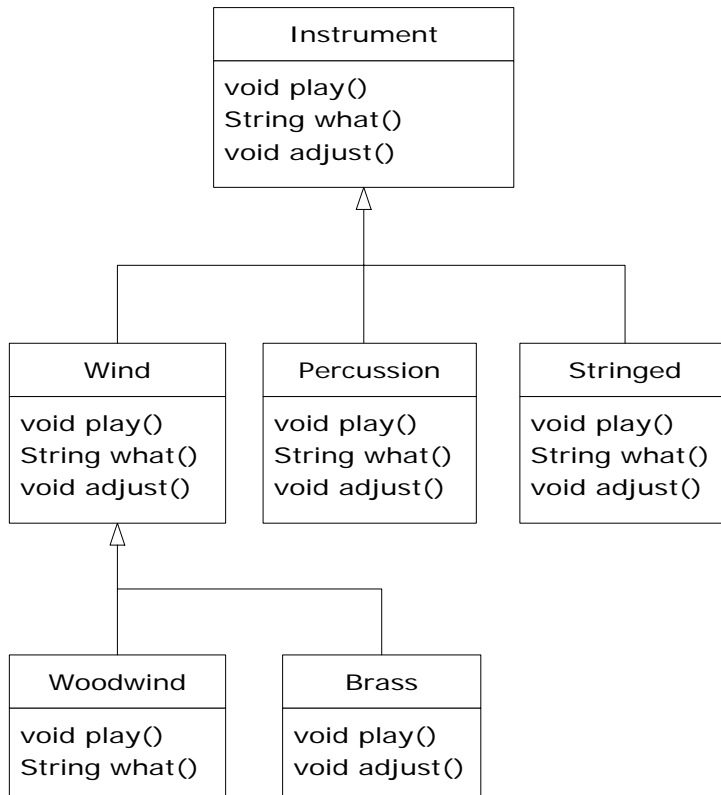 Instrument
void play()
String what()
void adjust()
Wind
void play()
String what()
void adjust()
Percussion
void play()
String what()
void adjust()
Stringed
void play()
String what()
void adjust()
Woodwind
void play()
String what()
Brass
void play()
void adjust()